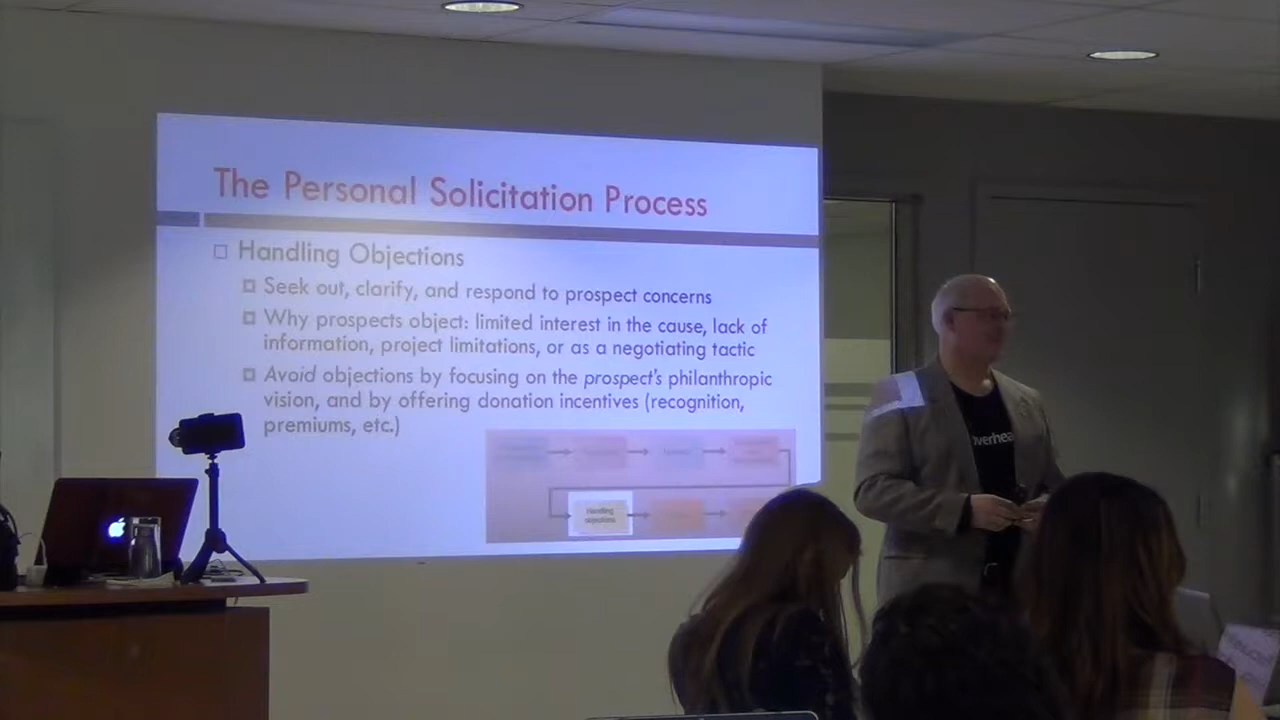 The Personal Solicitation Process
Handling Objections
Seek out, clarify, and respond to prospect concerns
Why prospects object: limited interest in the cause, lack of
information, project limitations, or as a negotiating tactic
Avoid objections by focusing on the prospect's philanthropic
vision, and by offering donation incentives (recognition,
premiums, etc.)
Handling
objections